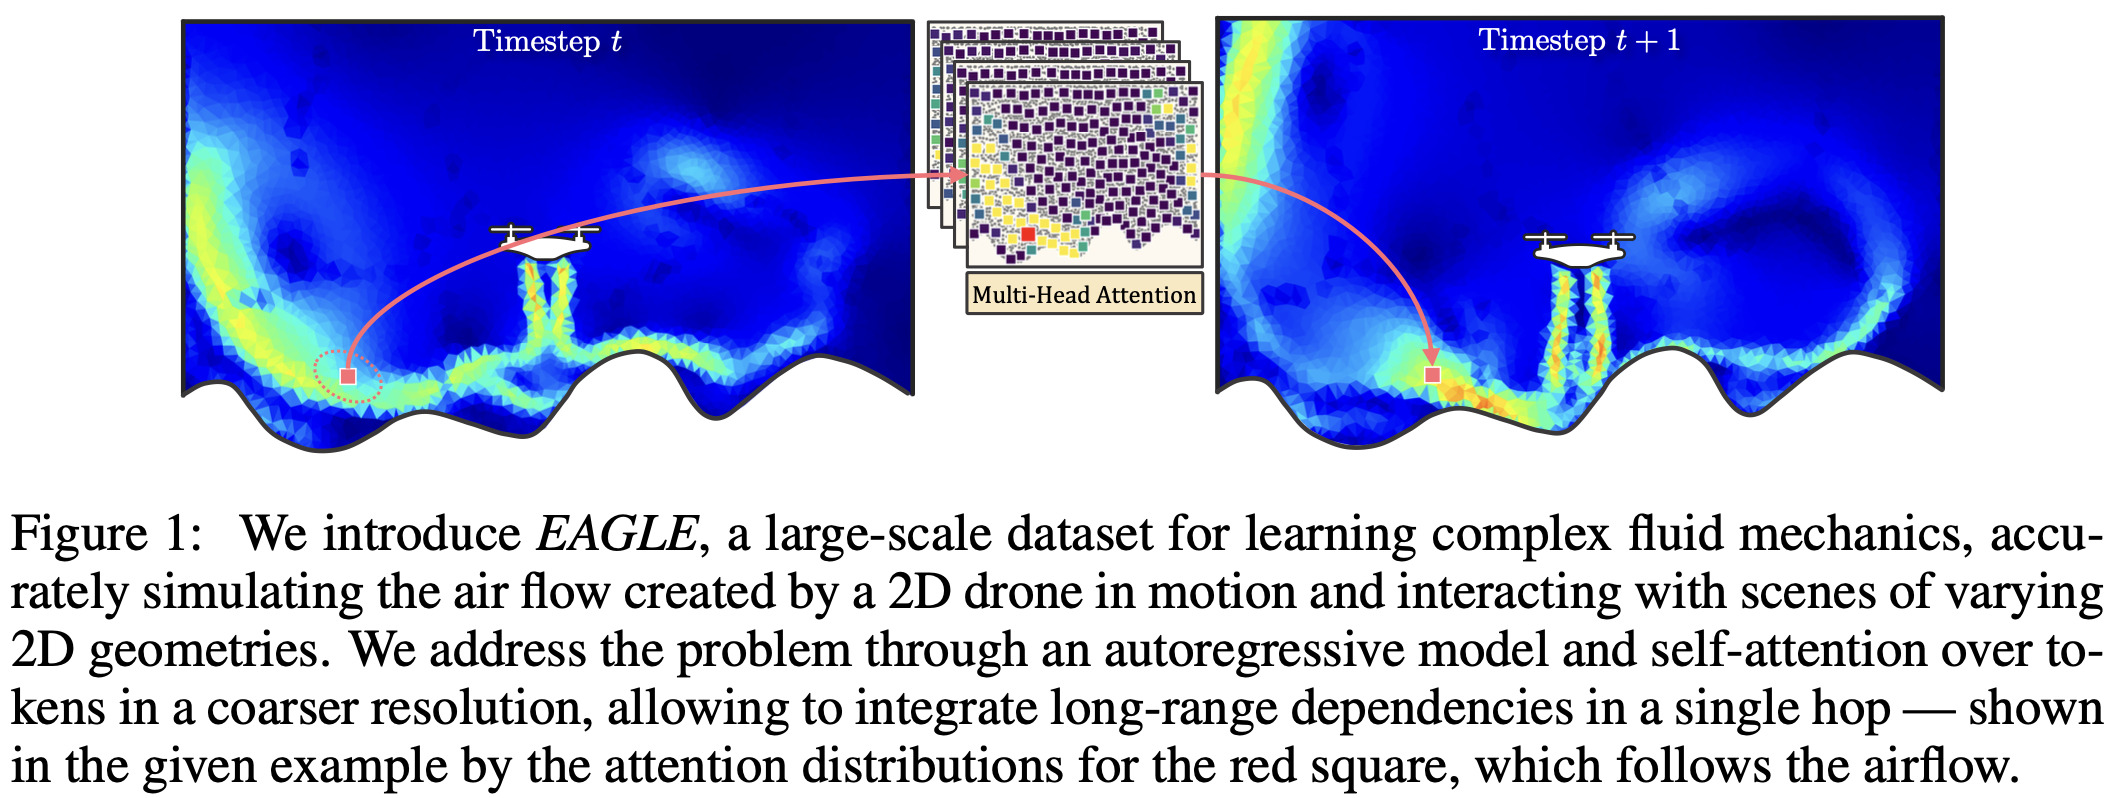 Timestep t
Timestep t + 1
Multi-Head Attention
Figure 1: We introduce EAGLE, a large-scale dataset for learning complex fluid mechanics, accu-
rately simulating the air flow created by a 2D drone in motion and interacting with scenes of varying
2D geometries. We address the problem through an autoregressive model and self-attention over to-
kens in a coarser resolution, allowing to integrate long-range dependencies in a single hop — shown
in the given example by the attention distributions for the red square, which follows the airflow.